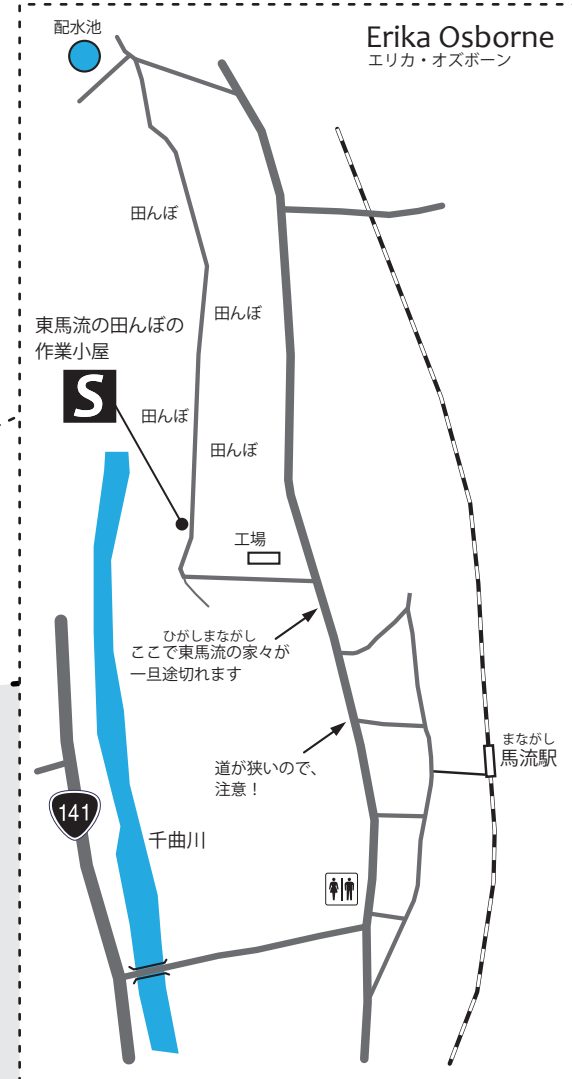 配水池
Erika Osborne
エリカ・オズボーン
田んぼ
田んぼ
東馬流の田んぼの
作業小屋
S
田んぼ
田んぼ
工場
ひがしまながし
ここで東馬流の家々が
一旦途切れます
まながし
馬流駅
道が狭いので、
注意！
141
千曲川